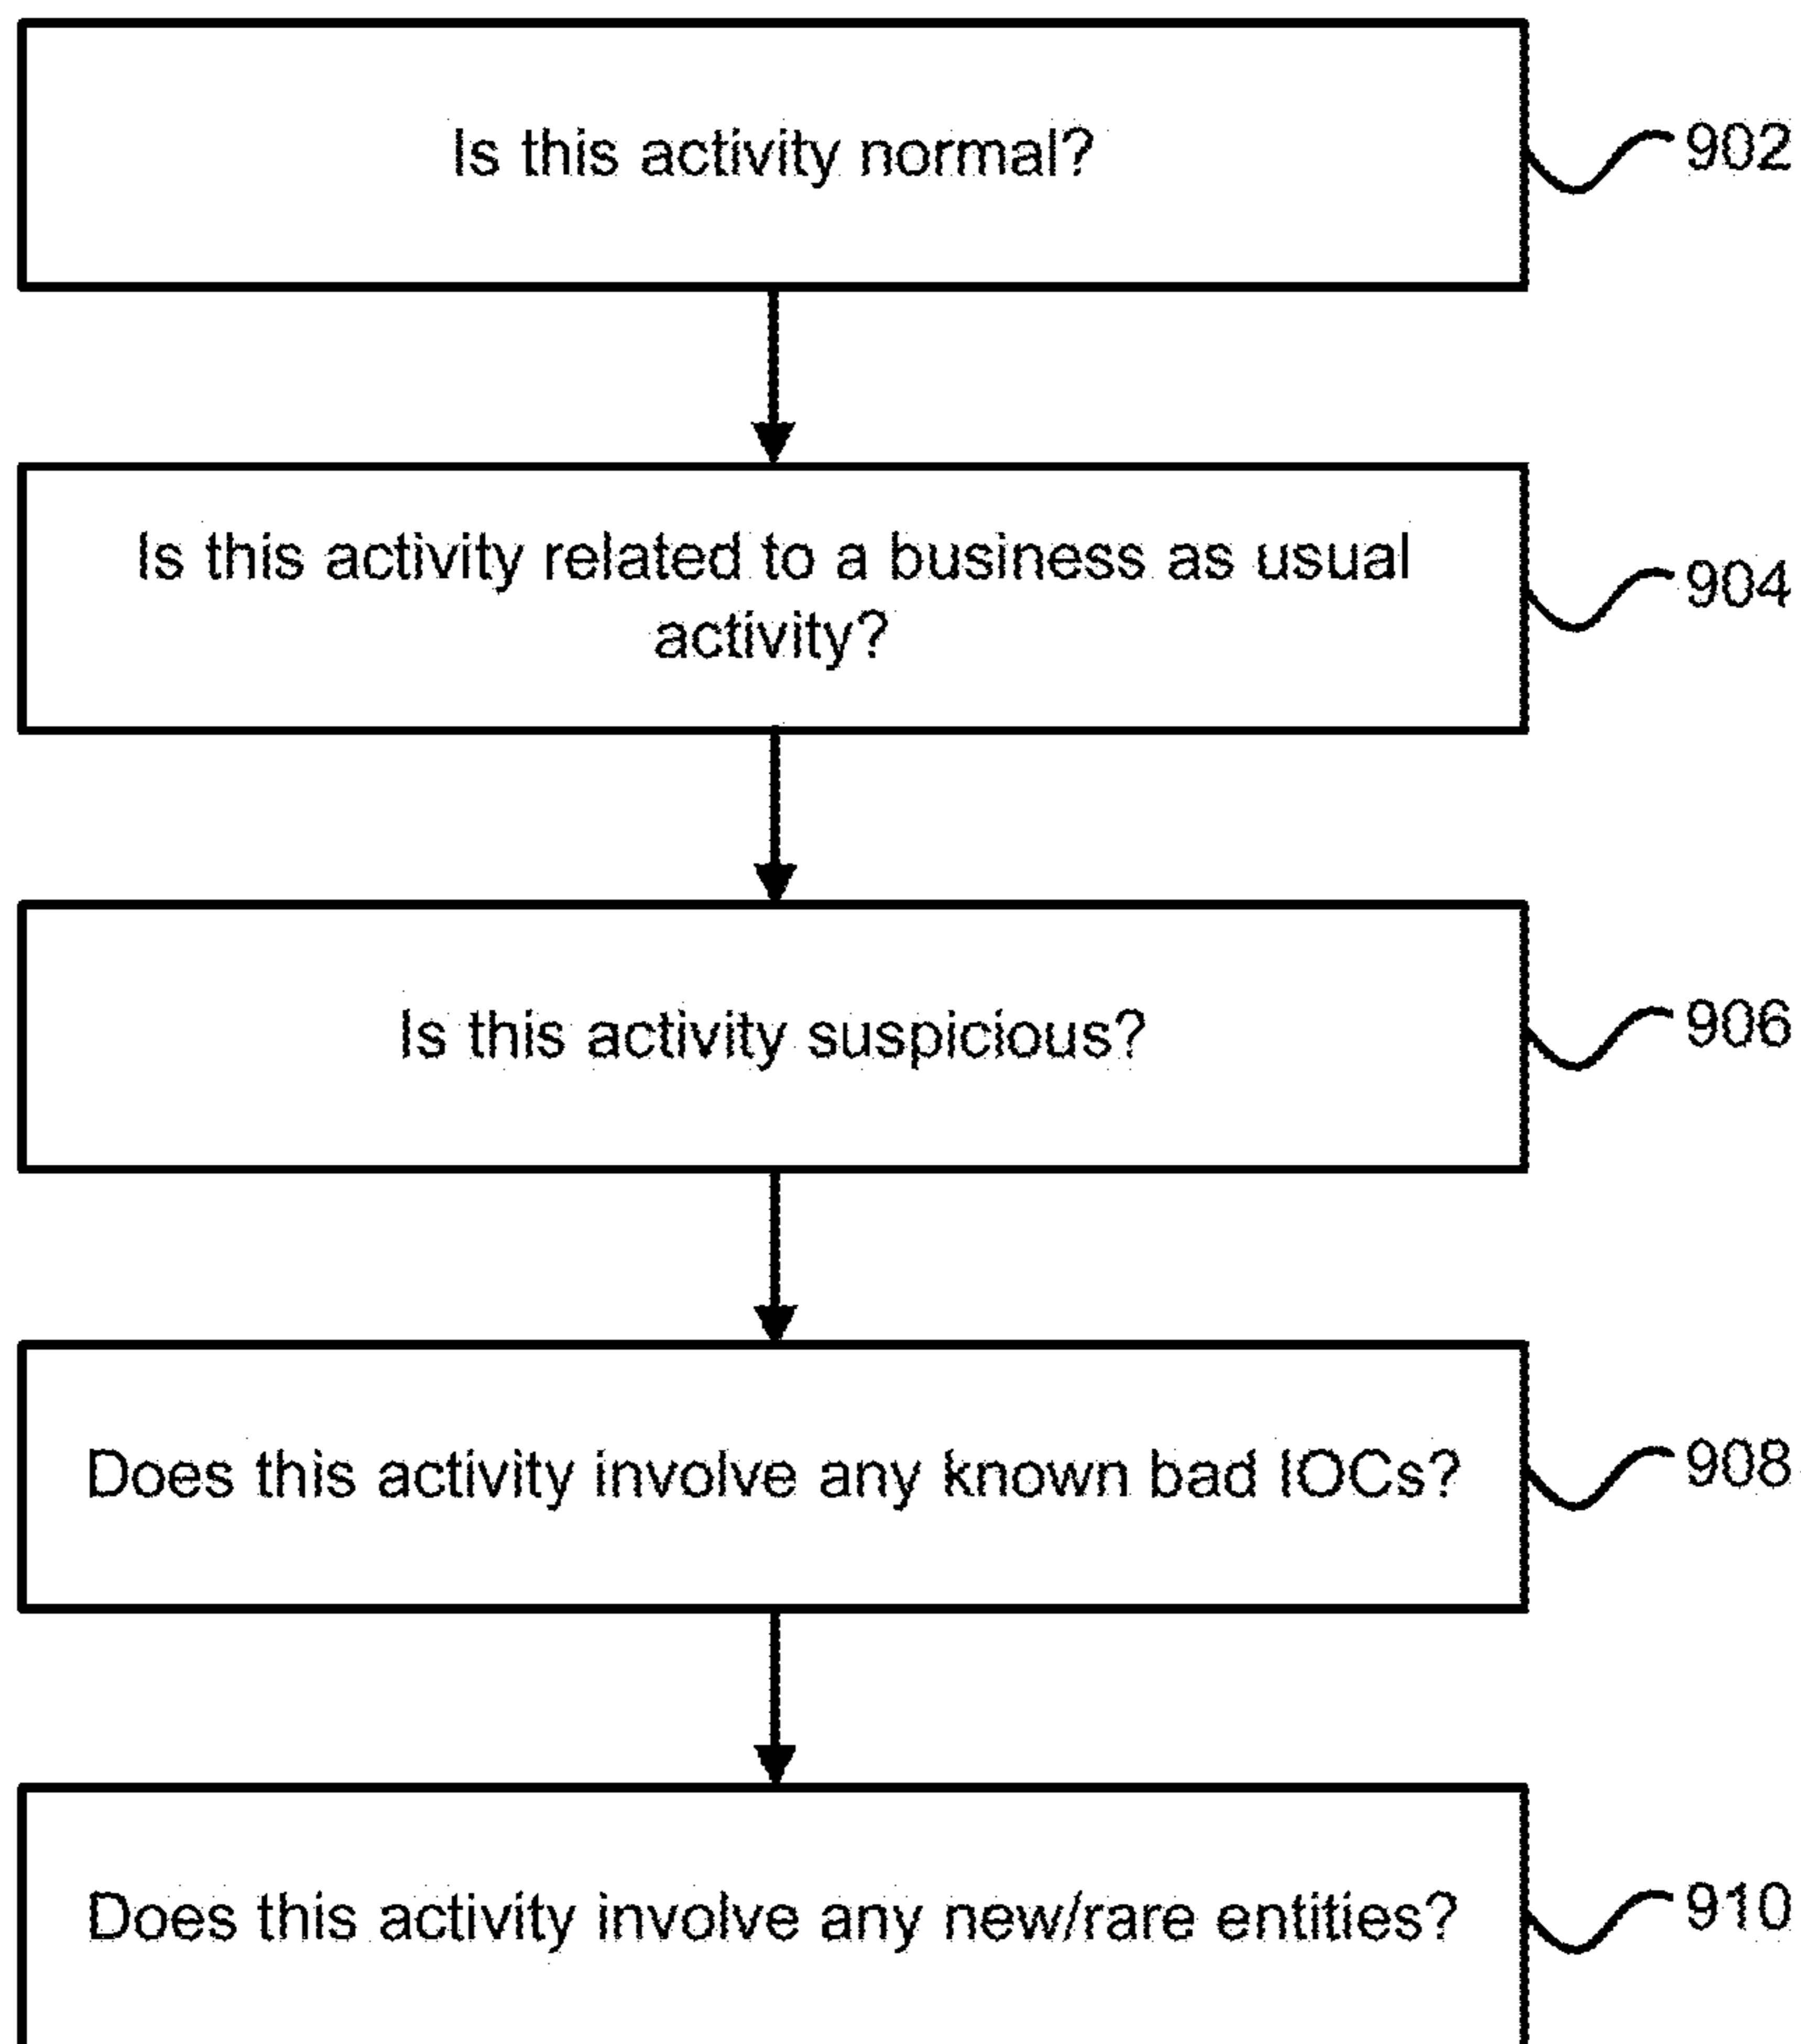 Is this activity normal?
902
Is this activity related to a business as usual
activity?
904
Is this activity suspicious?
906
Does this activity involve any known bad IOCs?
908
Does this activity involve any new/rare entities?
910